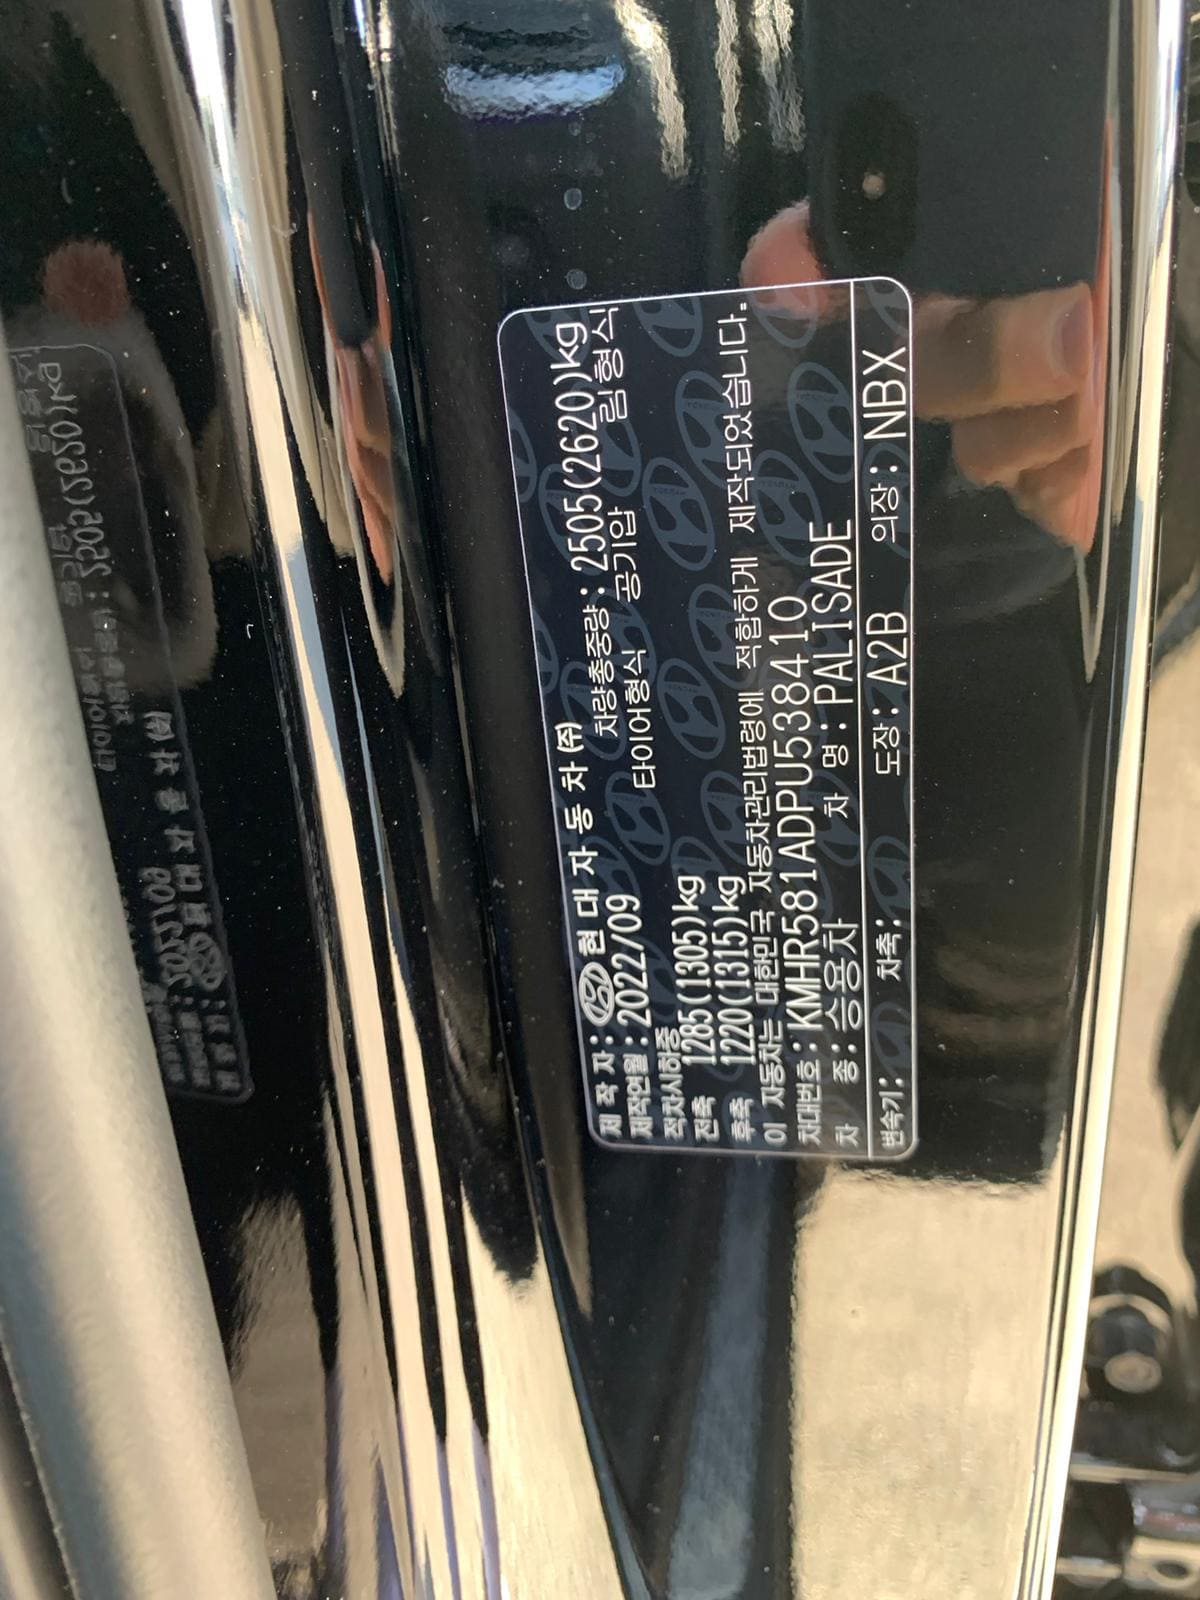 제 작 자: 현 대 자 동 차 ㈜
제작연월: 2022/09 차량총중량: 2505(2620)kg
적차시하중 타이어형식 공기압 림형식
전축 1285(1305)kg
후축 1220(1315)kg
이 자동차는 대한민국 자동차관리법령에 적합하게 제작되었습니다.
차대번호: KMHR581ADPU538410
차 종: 승용차 차 명: PALISADE
변속기: 차축: 도장: A2B 의장: NBX